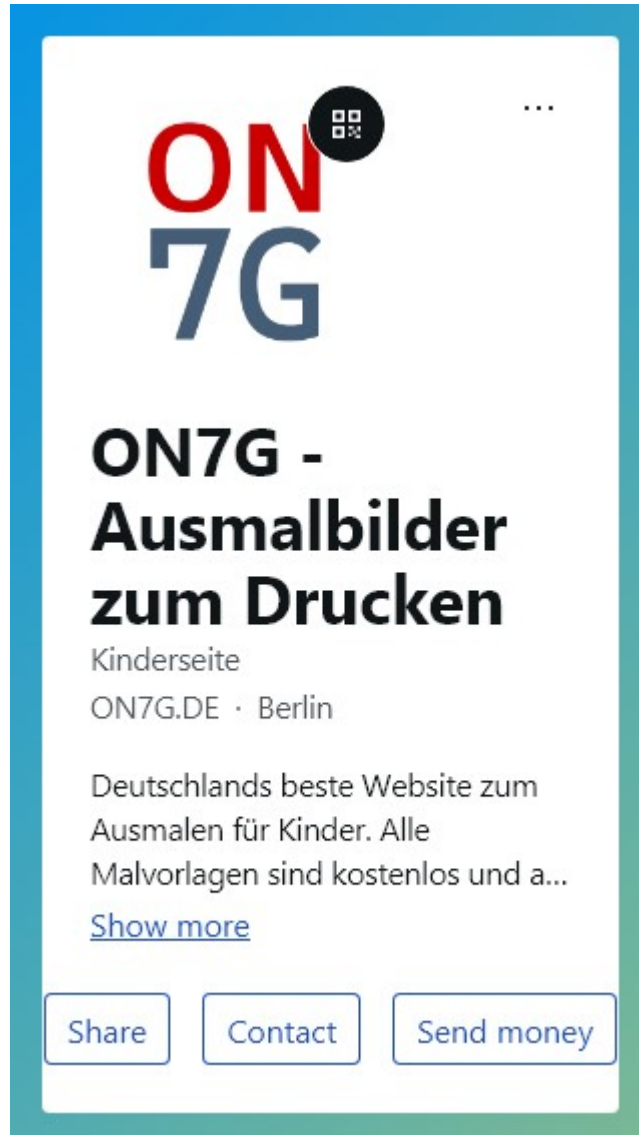 ON
7G
...
ON7G -
Ausmalbilder
zum Drucken
Kinderseite
ON7G.DE · Berlin
Deutschlands beste Website zum
Ausmalen für Kinder. Alle
Malvorlagen sind kostenlos und a...
Show more
Share
Contact
Send money